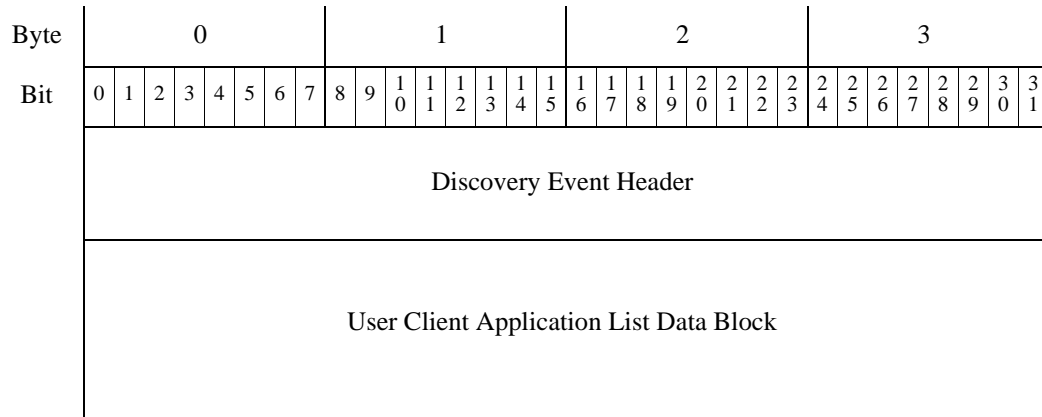 Byte 0 1 2 3
Bit 0 1 2 3 4 5 6 7 8 9 10 11 12 13 14 15 16 17 18 19 20 21 22 23 24 25 26 27 28 29 30 31
Discovery Event Header
User Client Application List Data Block